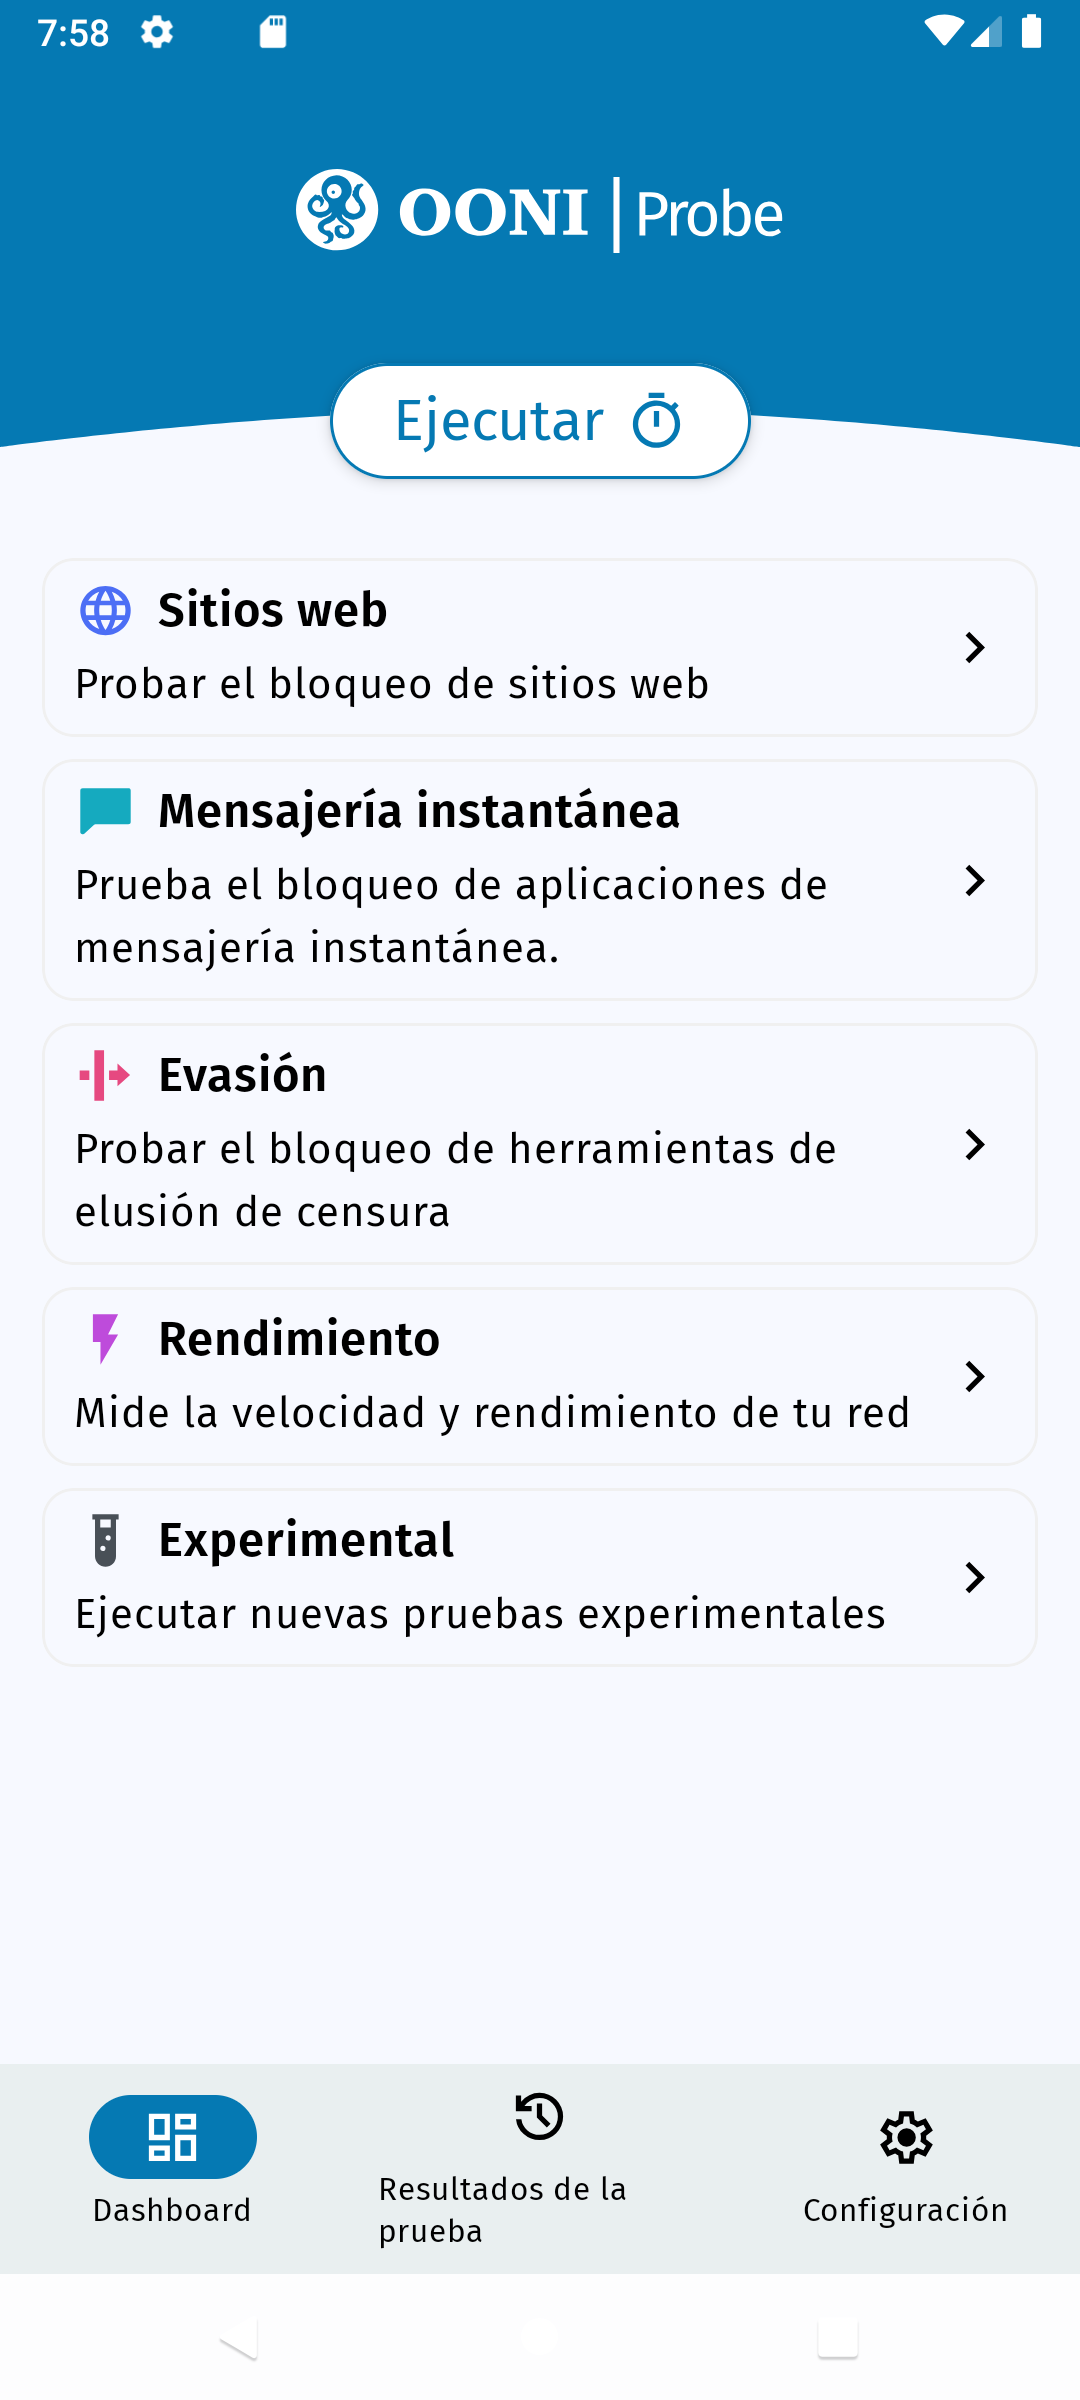 7:58
OONI Probe
Ejecutar
Sitios web
Probar el bloqueo de sitios web
Mensajería instantánea
Prueba el bloqueo de aplicaciones de
mensajería instantánea.
Evasión
Probar el bloqueo de herramientas de
elusión de censura
Rendimiento
Mide la velocidad y rendimiento de tu red
Experimental
Ejecutar nuevas pruebas experimentales
Dashboard
Resultados de la
prueba
Configuración